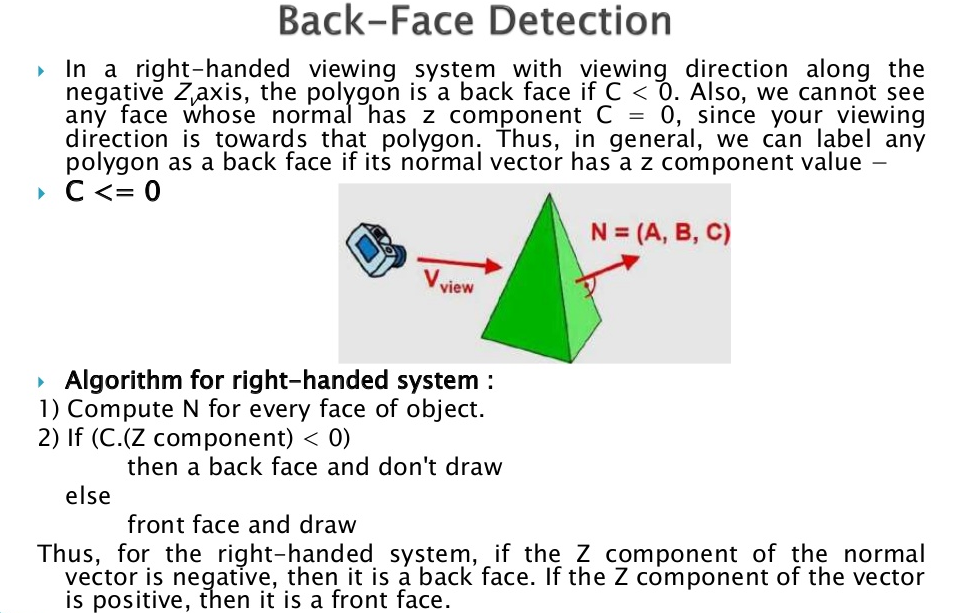 Back-Face Detection
In a right-handed viewing system with viewing direction along the
negative Zv axis, the polygon is a back face if C < 0. Also, we cannot see
any face whose normal has z component C = 0, since your viewing
direction is towards that polygon. Thus, in general, we can label any
polygon as a back face if its normal vector has a z component value −
C <= 0
N = (A, B, C)
Vview
Algorithm for right-handed system :
1) Compute N for every face of object.
2) If (C.(Z component) < 0)
then a back face and don't draw
else
front face and draw
Thus, for the right-handed system, if the Z component of the normal
vector is negative, then it is a back face. If the Z component of the vector
is positive, then it is a front face.